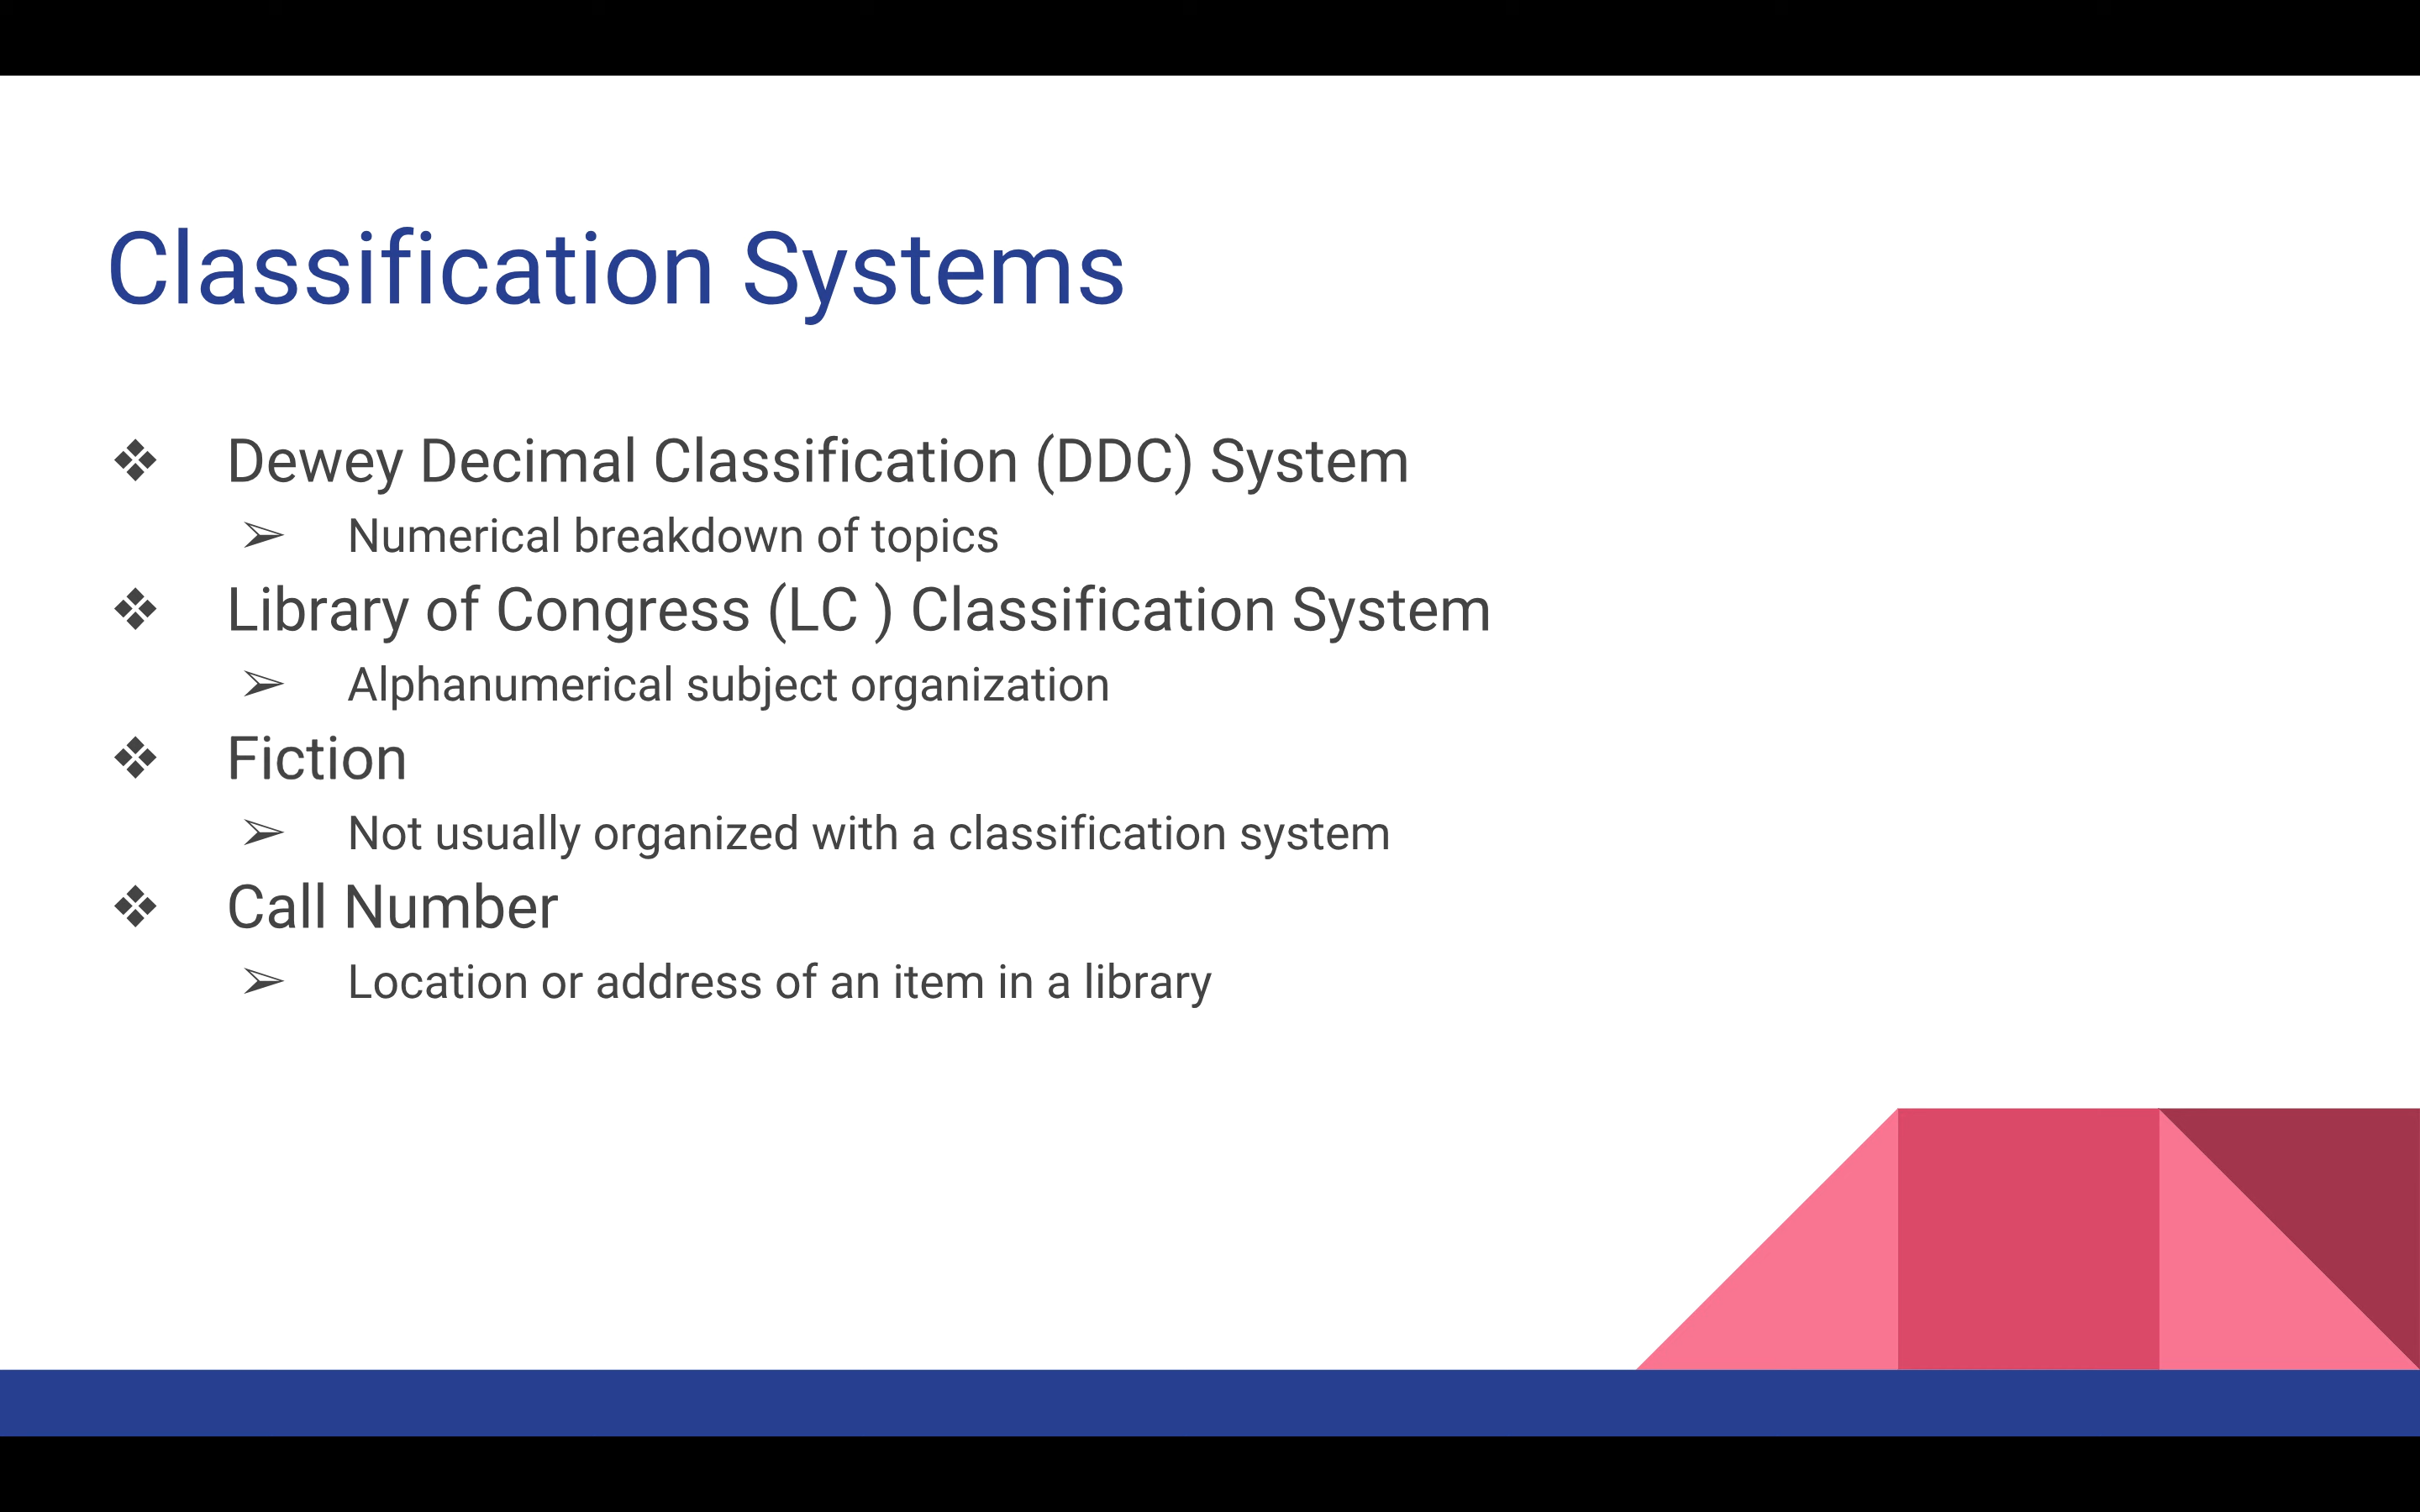 Classification Systems
❖ Dewey Decimal Classification (DDC) System
➢ Numerical breakdown of topics
❖ Library of Congress (LC ) Classification System
➢ Alphanumerical subject organization
❖ Fiction
➢ Not usually organized with a classification system
❖ Call Number
➢ Location or address of an item in a library